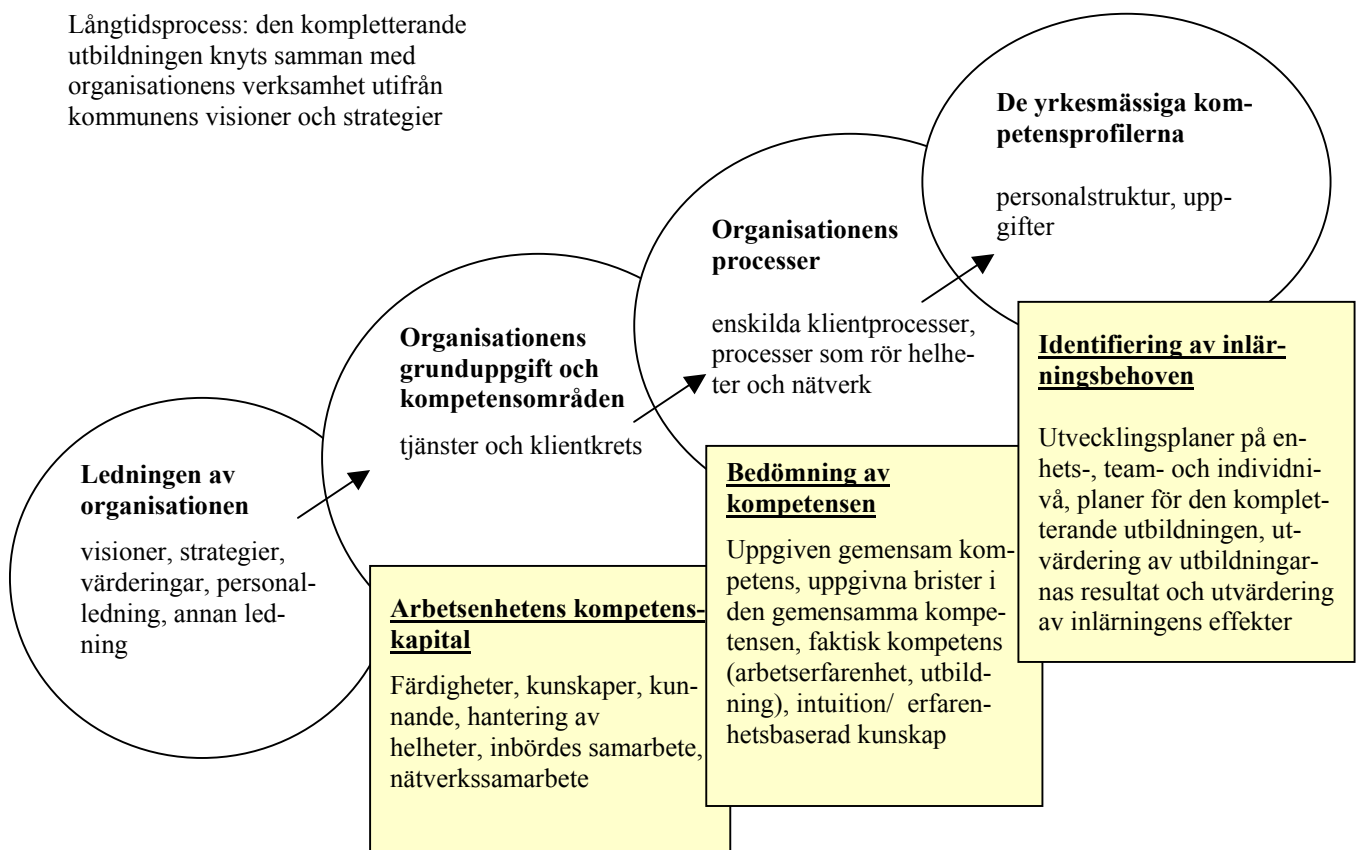 Långtidsprocess: den kompletterande
utbildningen knyts samman med
organisationens verksamhet utifrån
kommunens visioner och strategier
De yrkesmässiga kom-
petensprofilerna
personalstruktur, upp-
gifter
Organisationens
processer
enskilda klientprocesser,
processer som rör helhe-
ter och nätverk
Organisationens
grunduppgift och
kompetensområden
tjänster och klientkrets
Ledningen av
organisationen
visioner, strategier,
värderingar, personal-
ledning, annan led-
ning
Arbetsenhetens kompetens-
kapital
Färdigheter, kunskaper, kun-
nande, hantering av
helheter, inbördes samarbete,
nätverkssamarbete
Bedömning av
kompetensen
Uppgiven gemensam kom-
petens, uppgivna brister i
den gemensamma kompe-
tensen, faktisk kompetens
(arbetserfarenhet, utbild-
ning), intuition/ erfaren-
hetsbaserad kunskap
Identifiering av inlär-
ningsbehoven
Utvecklingsplaner på en-
hets-, team- och individni-
vå, planer för den komplet-
terande utbildningen, ut-
värdering av utbildningar-
nas resultat och utvärdering
av inlärningens effekter